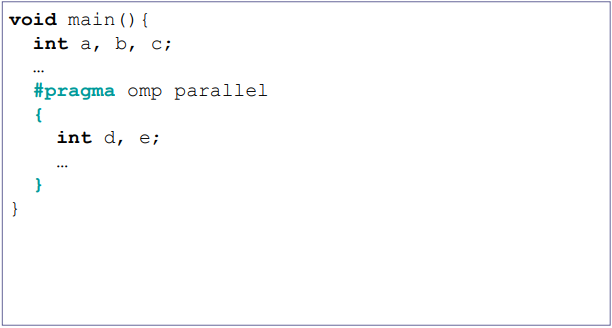 void main(){
int a, b, c;
…
#pragma omp parallel
{
int d, e;
…
}
}